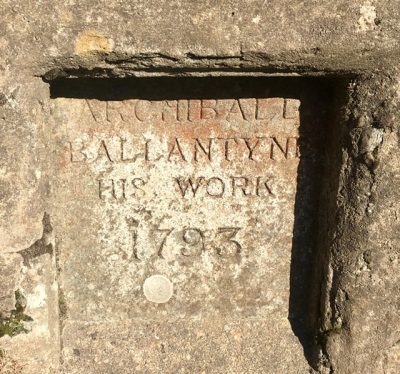 ARCHIBALD
BALLANTYNE
HIS WORK
1793